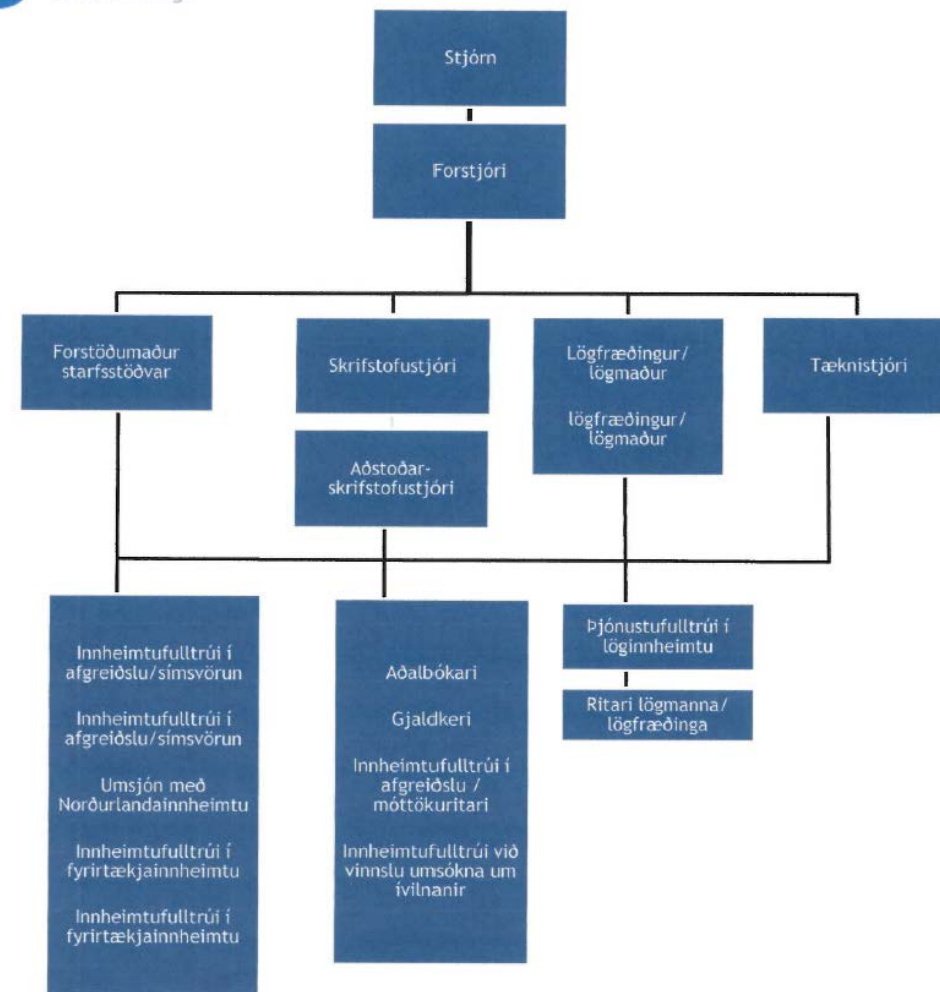 Stjórn
Forstjóri
Forstöðumaður
starfsstöðvar
Skrifstofustjóri
Lögfræðingur/
lögmaður
lögfræðingur/
lögmaður
Tæknistjóri
Aðstoðar-
skrifstofustjóri
Innheimtufulltrúi í
afgreiðslu/símsvörun
Innheimtufulltrúi í
afgreiðslu/símsvörun
Umsjón með
Norðurlandainnheimtu
Innheimtufulltrúi í
fyrirtækjainnheimtu
Innheimtufulltrúi í
fyrirtækjainnheimtu
Aðalbókari
Gjaldkeri
Innheimtufulltrúi í
afgreiðslu /
móttökuritari
Innheimtufulltrúi við
vinnslu umsókna um
ívilnanir
Þjónustufulltrúi í
löginnheimtu
Ritari lögmanna/
lögfræðinga